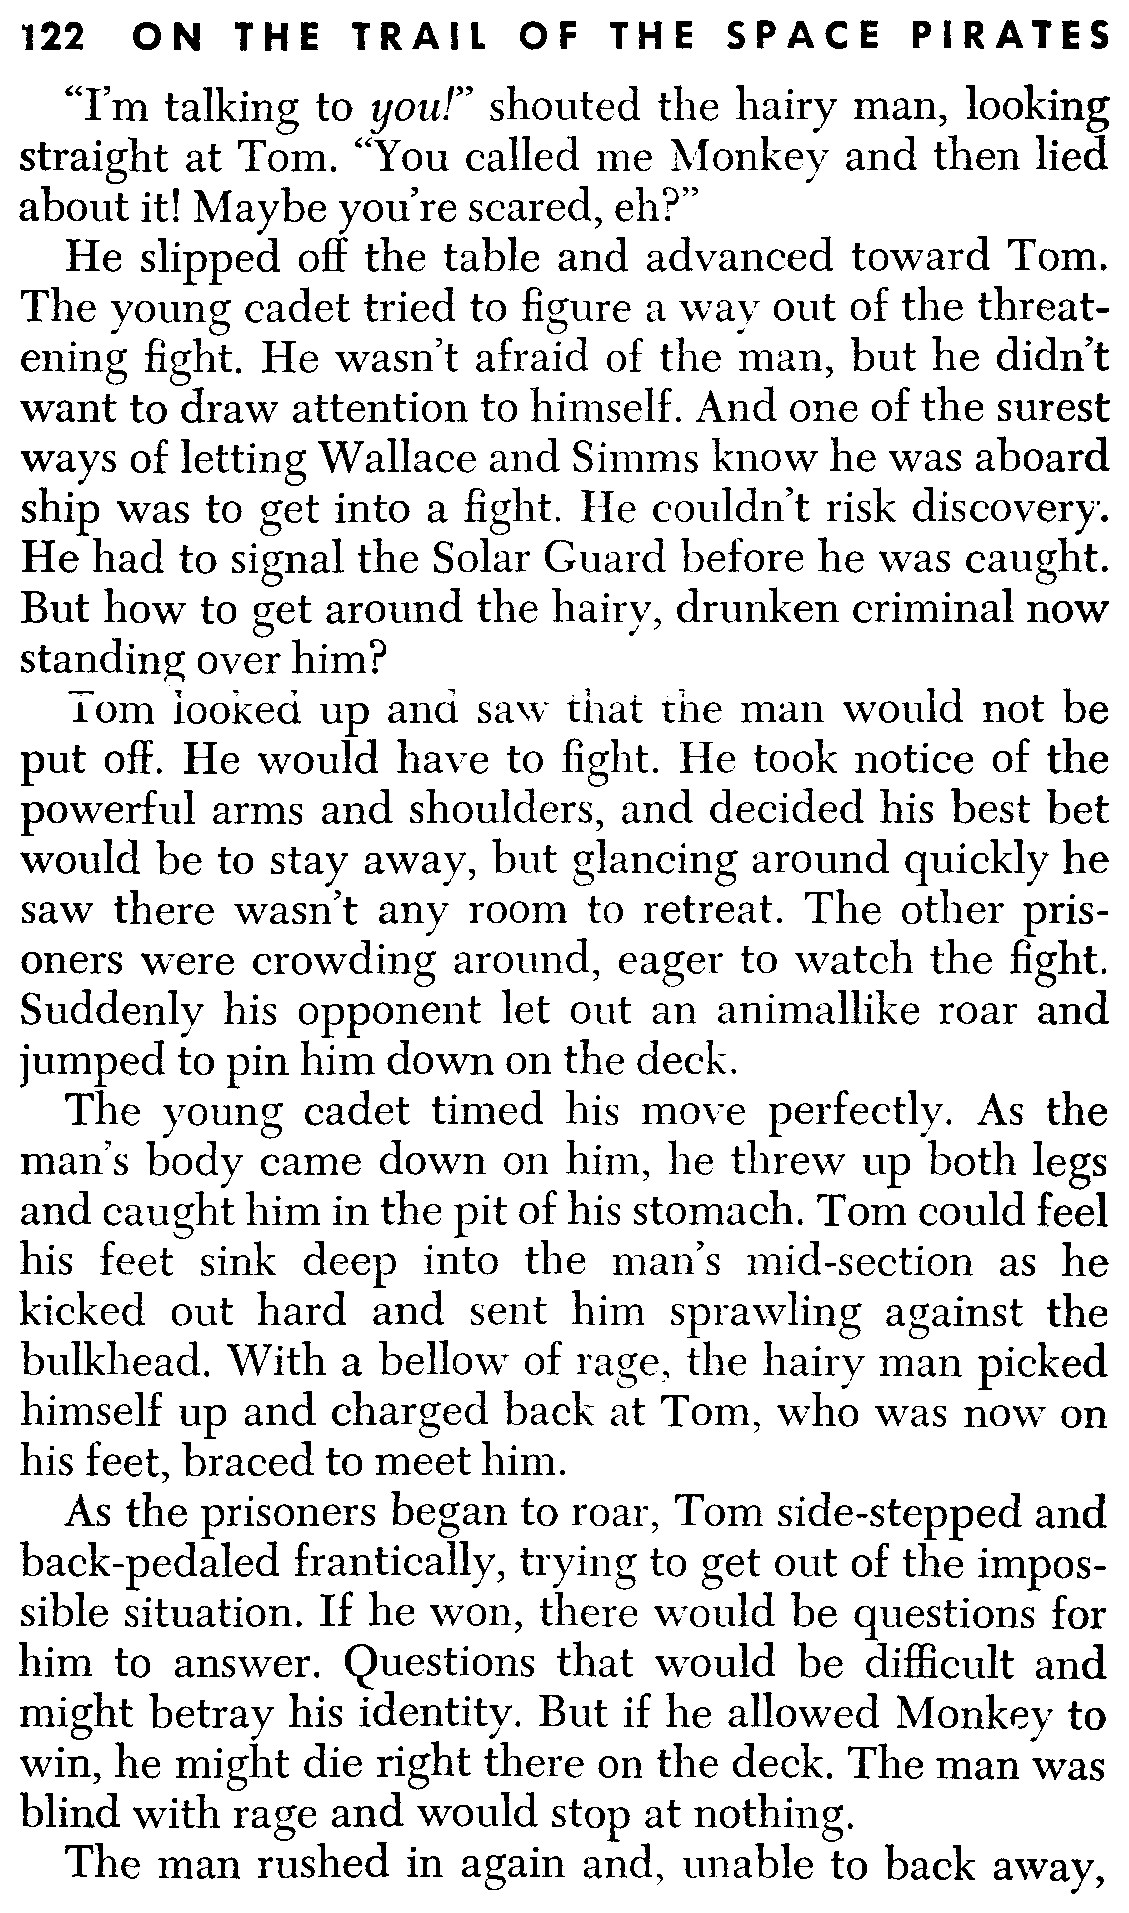 122 ON THE TRAIL OF THE SPACE PIRATES
“I’m talking to you!” shouted the hairy man, looking
straight at Tom. “You called me Monkey and then lied
about it! Maybe you’re scared, eh?”
He slipped off the table and advanced toward Tom.
The young cadet tried to figure a way out of the threat-
ening fight. He wasn’t afraid of the man, but he didn’t
want to draw attention to himself. And one of the surest
ways of letting Wallace and Simms know he was aboard
ship was to get into a fight. He couldn’t risk discovery.
He had to signal the Solar Guard before he was caught.
But how to get around the hairy, drunken criminal now
standing over him?
Tom looked up and saw that the man would not be
put off. He would have to fight. He took notice of the
powerful arms and shoulders, and decided his best bet
would be to stay away, but glancing around quickly he
saw there wasn’t any room to retreat. The other pris-
oners were crowding around, eager to watch the fight.
Suddenly his opponent let out an animallike roar and
jumped to pin him down on the deck.
The young cadet timed his move perfectly. As the
man’s body came down on him, he threw up both legs
and caught him in the pit of his stomach. Tom could feel
his feet sink deep into the man’s mid-section as he
kicked out hard and sent him sprawling against the
bulkhead. With a bellow of rage, the hairy man picked
himself up and charged back at Tom, who was now on
his feet, braced to meet him.
As the prisoners began to roar, Tom side-stepped and
back-pedaled frantically, trying to get out of the impos-
sible situation. If he won, there would be questions for
him to answer. Questions that would be difficult and
might betray his identity. But if he allowed Monkey to
win, he might die right there on the deck. The man was
blind with rage and would stop at nothing.
The man rushed in again and, unable to back away,